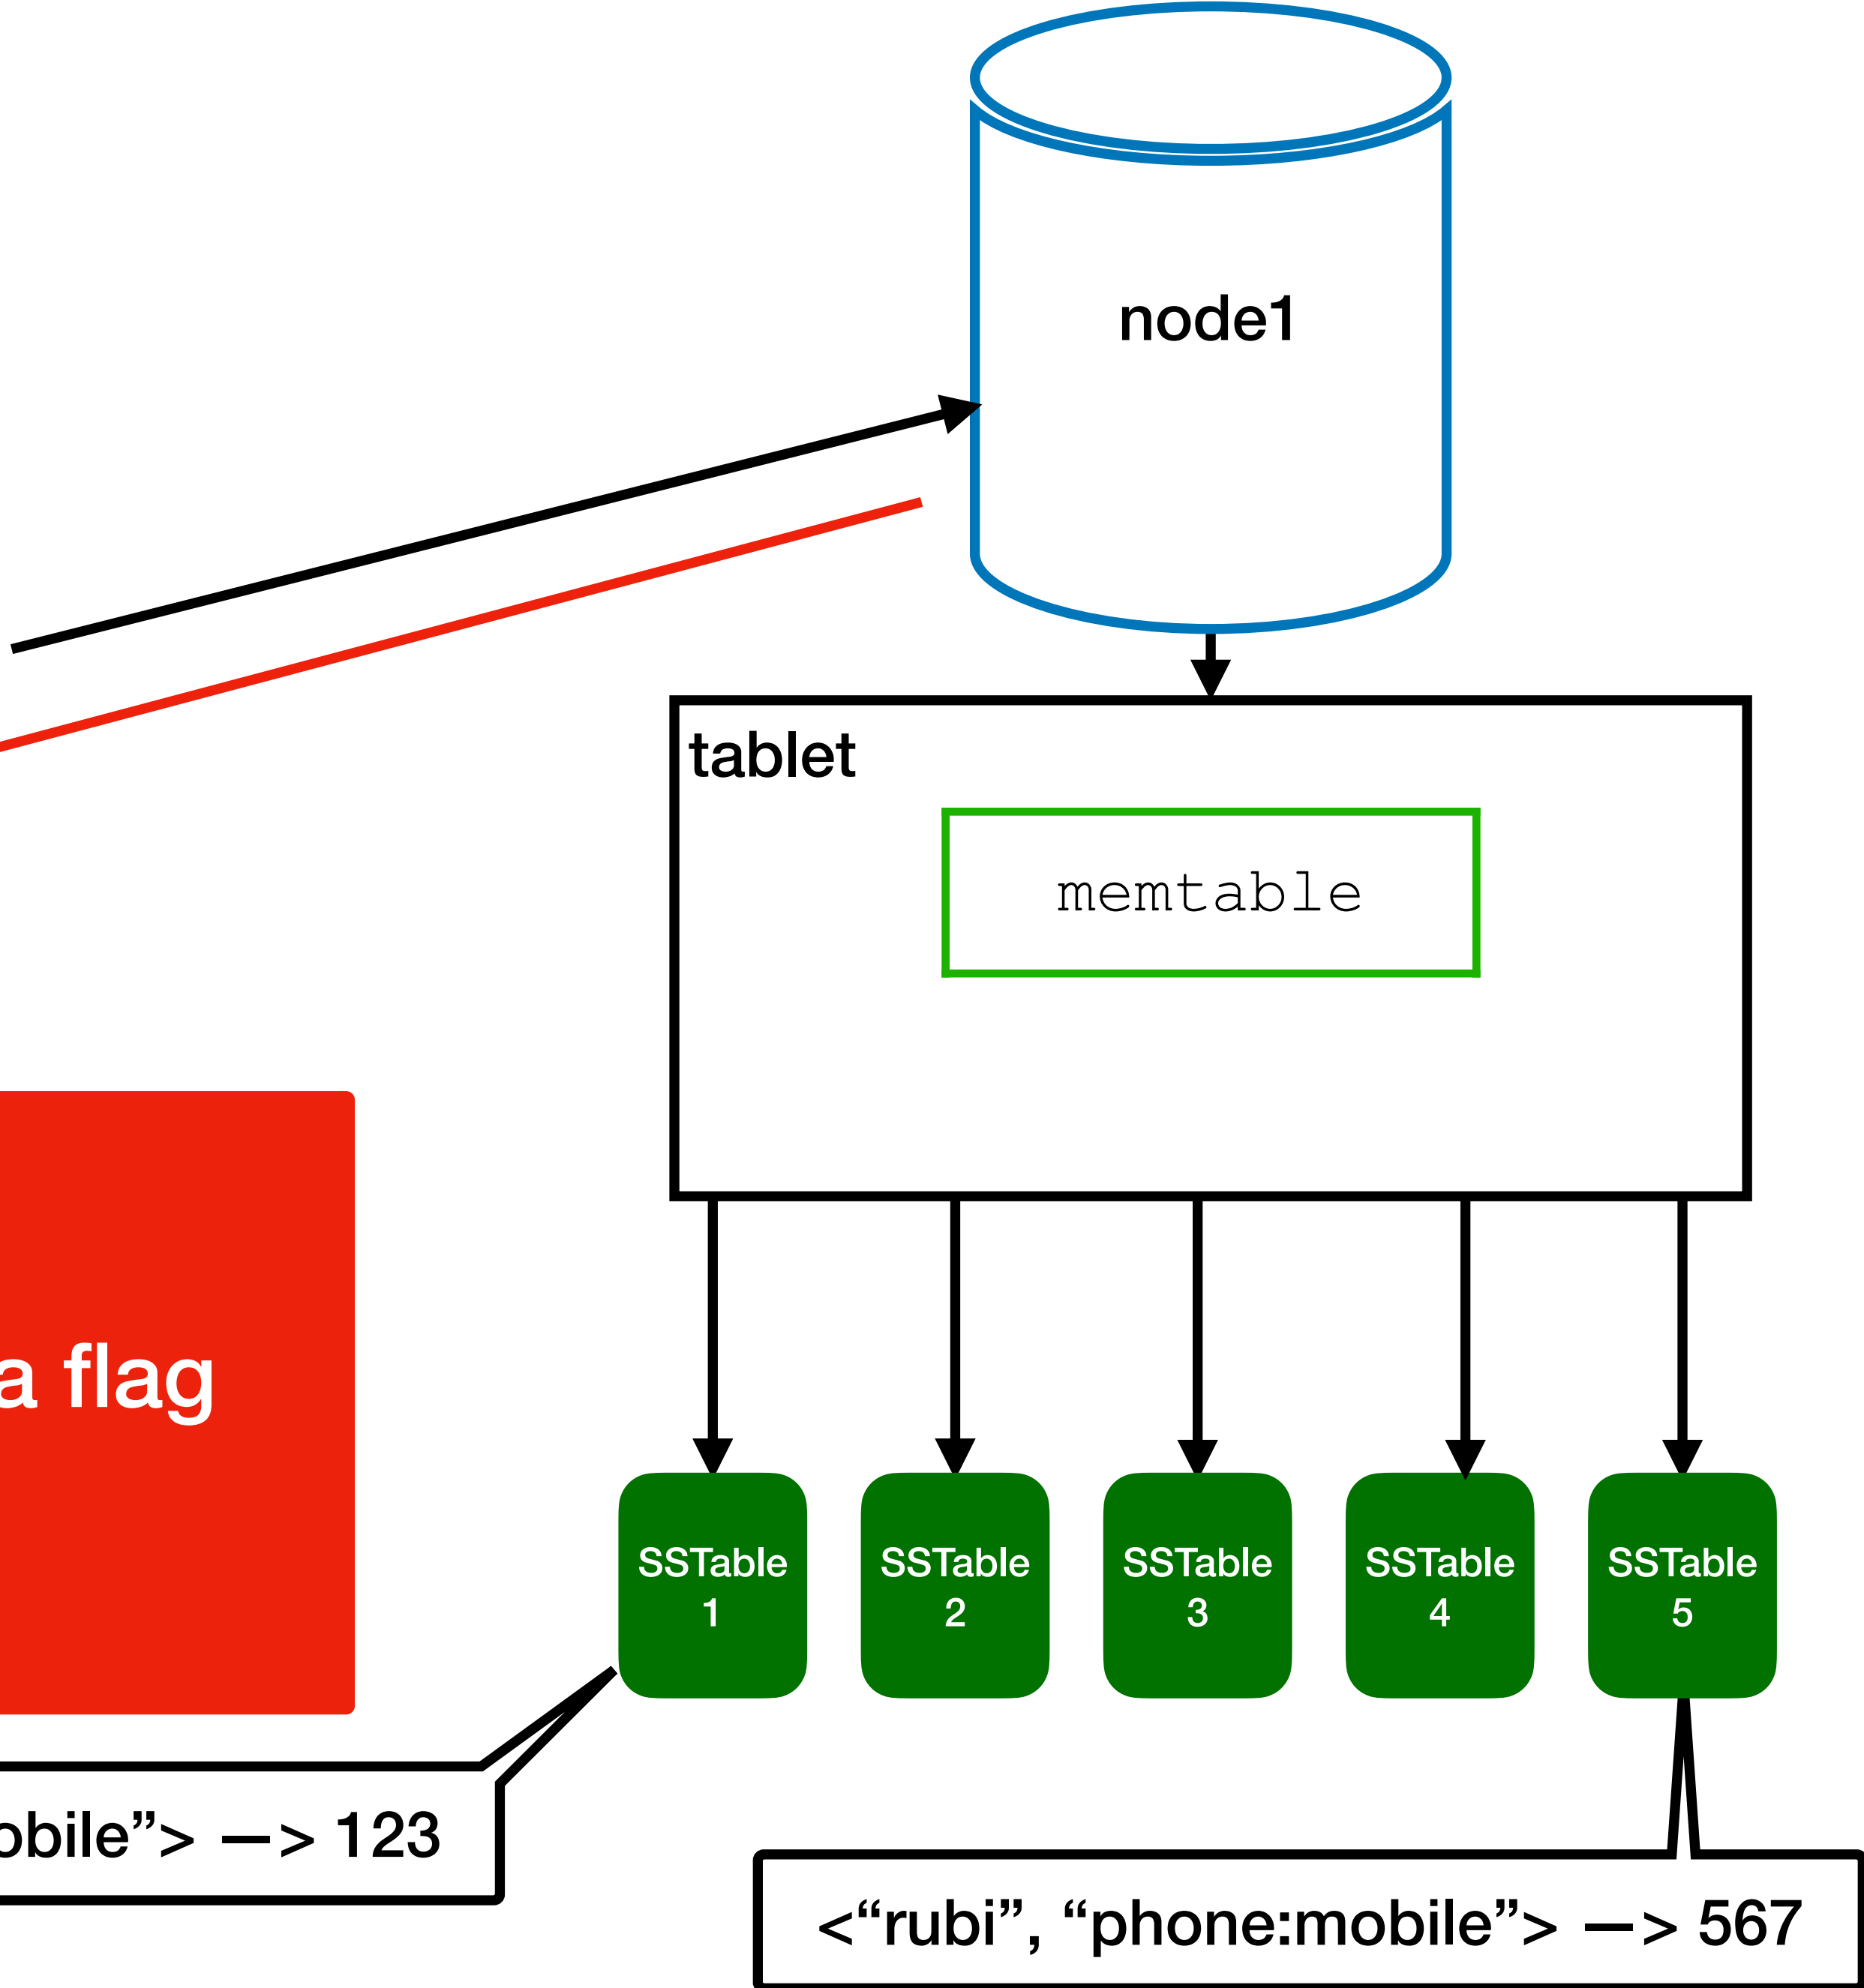 node1
tablet
memtable
a flag
SSTable
1
SSTable
2
SSTable
3
SSTable
4
SSTable
5
obile”> —> 123
<“rubi”, “phone:mobile”> —> 567